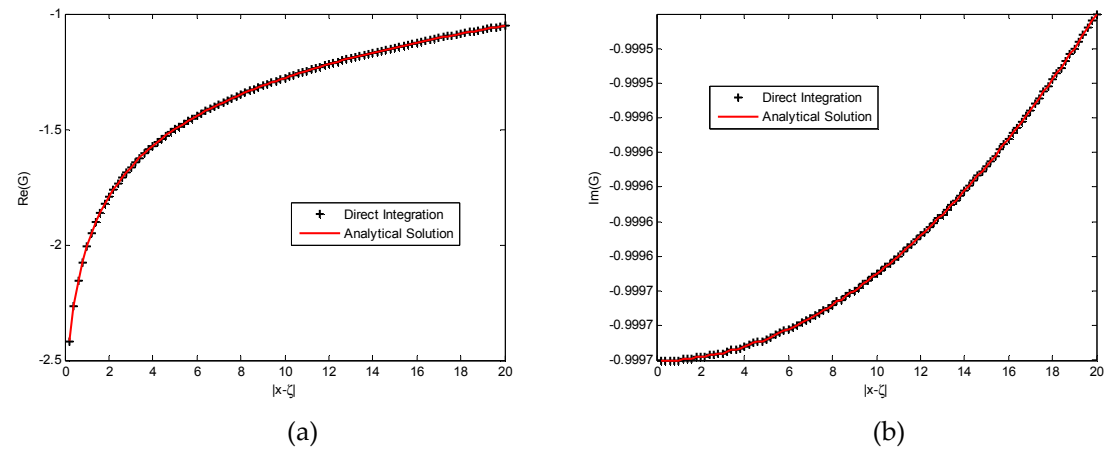 -1
-1.5
-2
-2.5
Re(G)
0 2 4 6 8 10 12 14 16 18 20
|x-ζ|
Direct Integration
Analytical Solution
(a)
-0.9995
-0.9995
-0.9996
-0.9996
-0.9996
-0.9996
-0.9996
-0.9997
-0.9997
-0.9997
Im(G)
0 2 4 6 8 10 12 14 16 18 20
|x-ζ|
Direct Integration
Analytical Solution
(b)